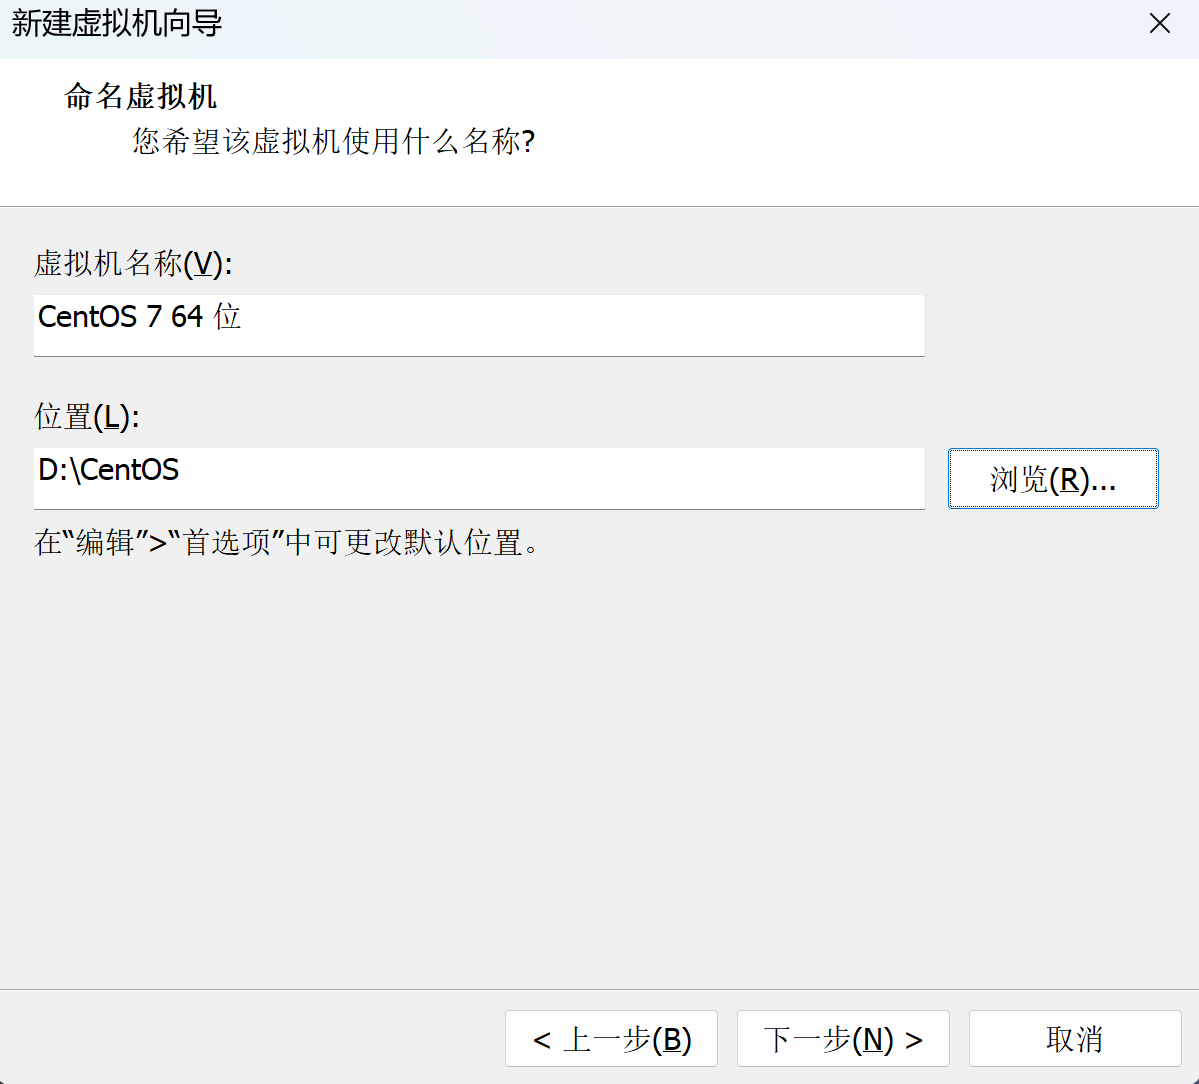 新建虚拟机向导
命名虚拟机
您希望该虚拟机使用什么名称?
虚拟机名称(V):
CentOS 7 64 位
位置(L):
D:\CentOS
浏览(R)...
在“编辑”>“首选项”中可更改默认位置。
< 上一步(B)
下一步(N) >
取消